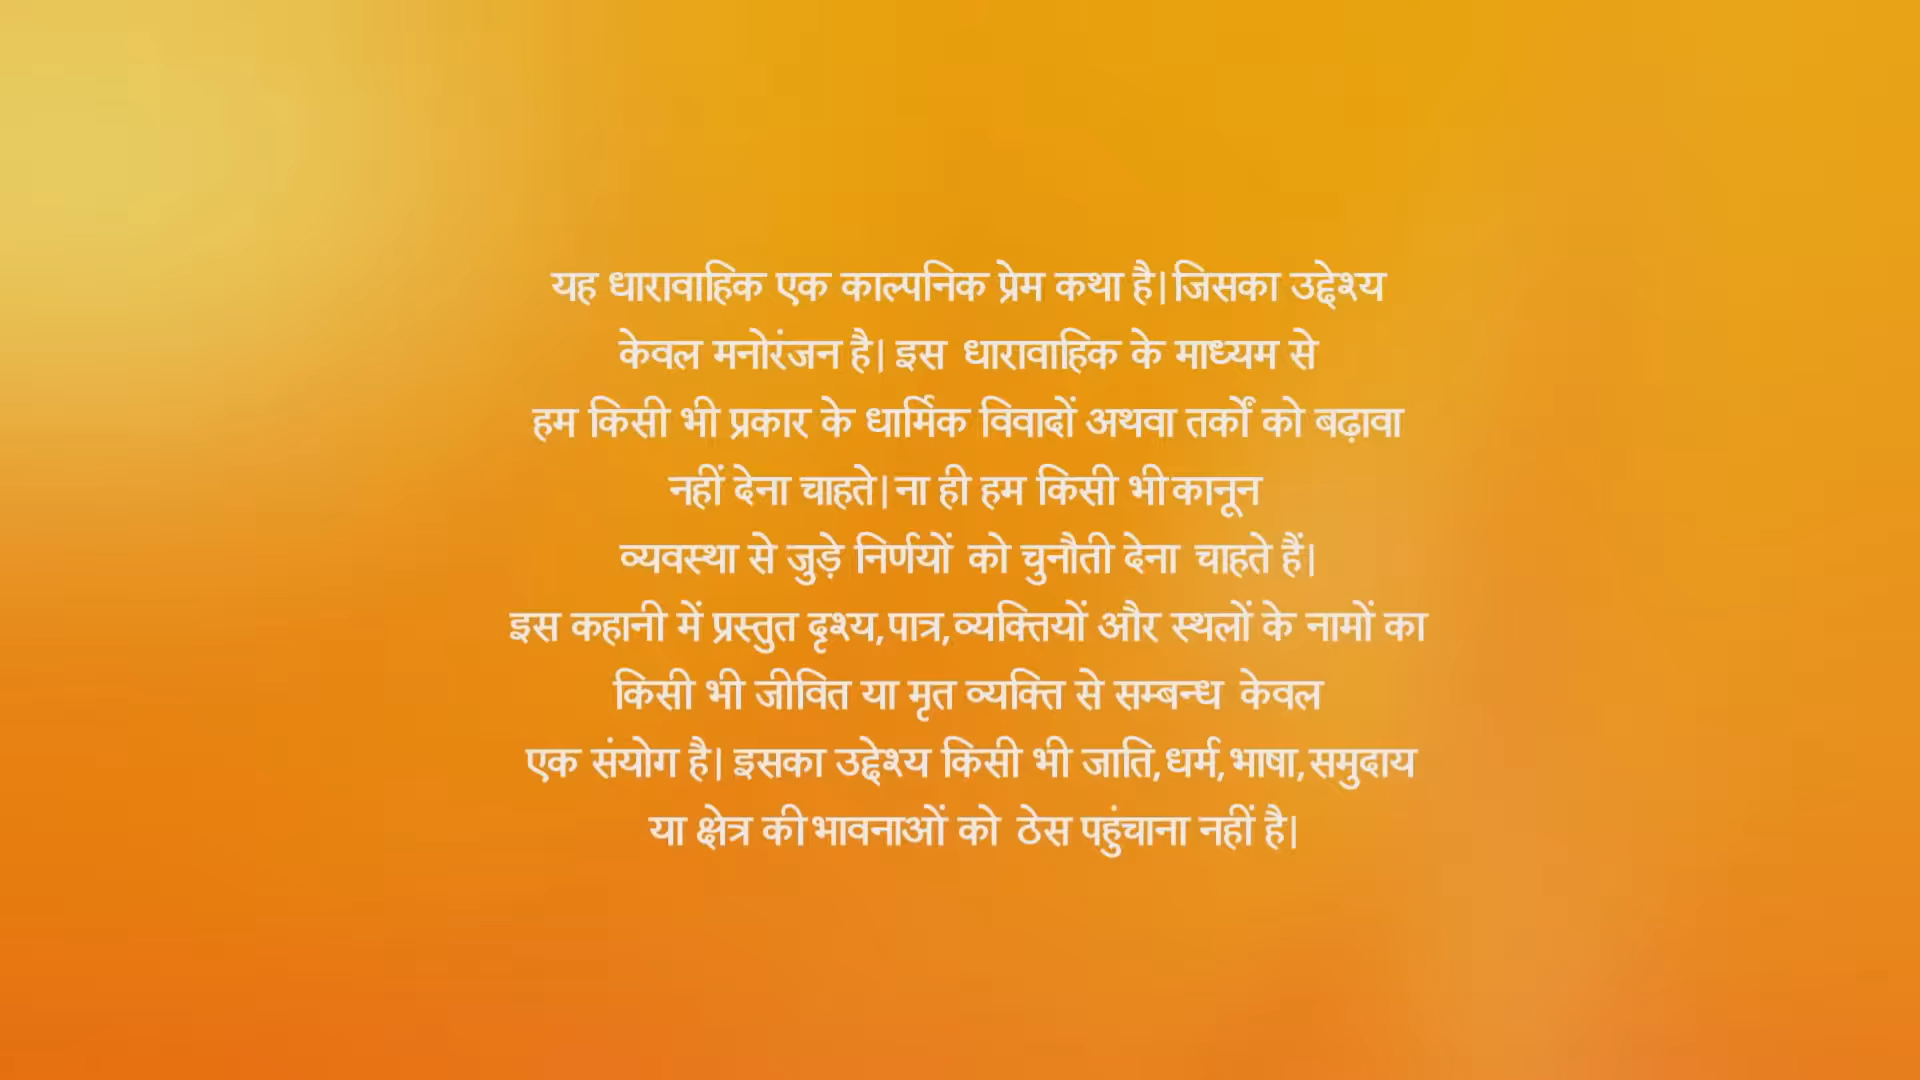 यह धारावाहिक एक काल्पनिक प्रेम कथा है|जिसका उद्देश्य
केवल मनोरंजन है| इस धारावाहिक के माध्यम से
हम किसी भी प्रकार के धार्मिक विवादों अथवा तर्कों को बढ़ावा
नहीं देना चाहते|ना ही हम किसी भी कानून
व्यवस्था से जुड़े निर्णयों को चुनौती देना चाहते हैं|
इस कहानी में प्रस्तुत दृश्य,पात्र,व्यक्तियों और स्थलों के नामों का
किसी भी जीवित या मृत व्यक्ति से सम्बन्ध केवल
एक संयोग है| इसका उद्देश्य किसी भी जाति,धर्म,भाषा,समुदाय
या क्षेत्र की भावनाओं को ठेस पहुंचाना नहीं है|